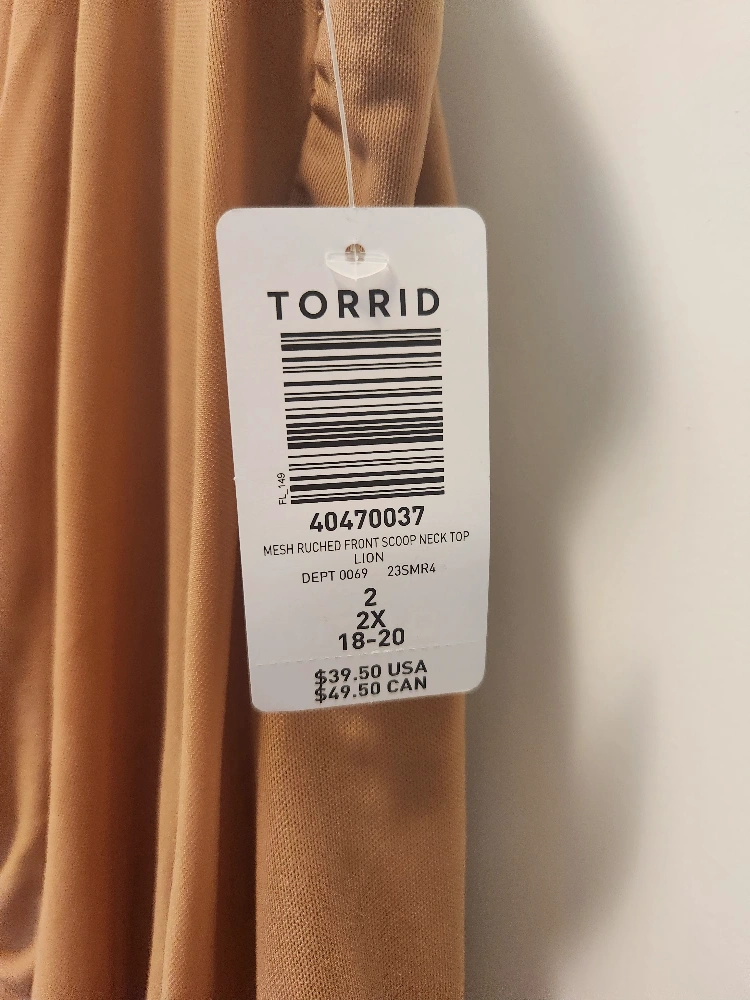 TORRID
FL_149
40470037
MESH RUCHED FRONT SCOOP NECK TOP
LION
DEPT 0069 23SMR4
2
2X
18-20
$39.50 USA
$49.50 CAN